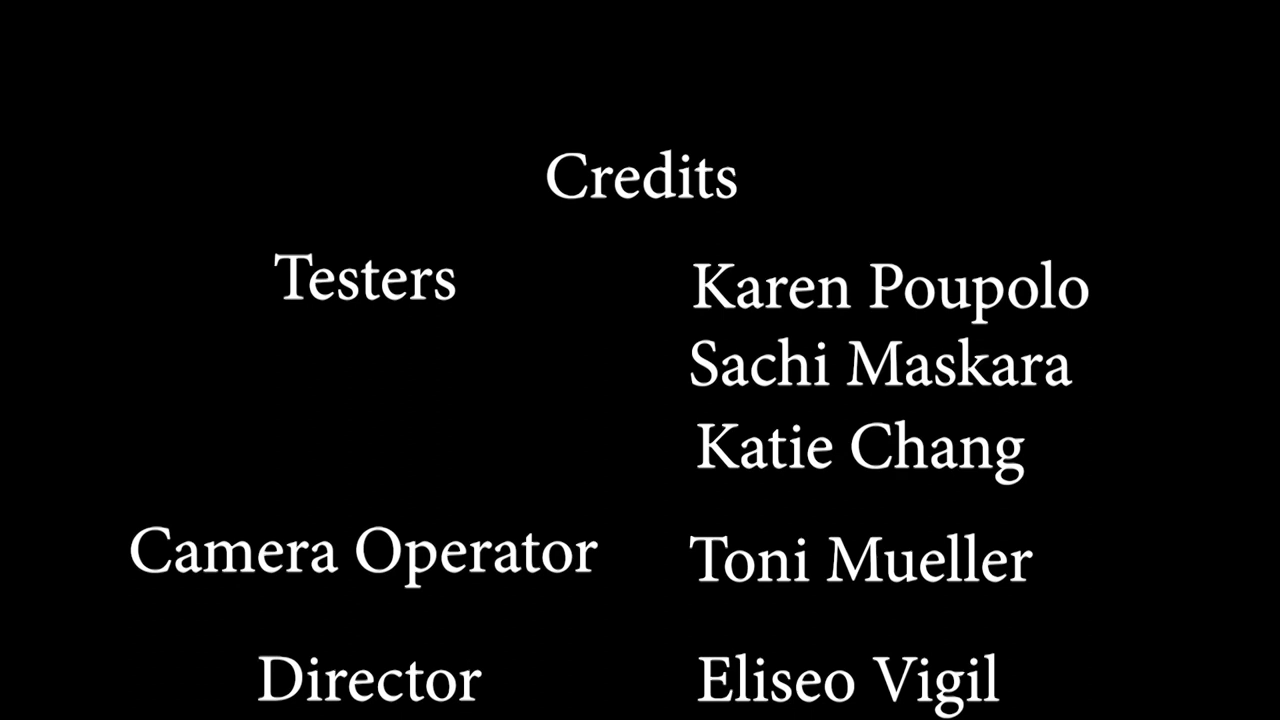 Credits
Testers Karen Poupolo
Sachi Maskara
Katie Chang
Camera Operator Toni Mueller
Director Eliseo Vigil